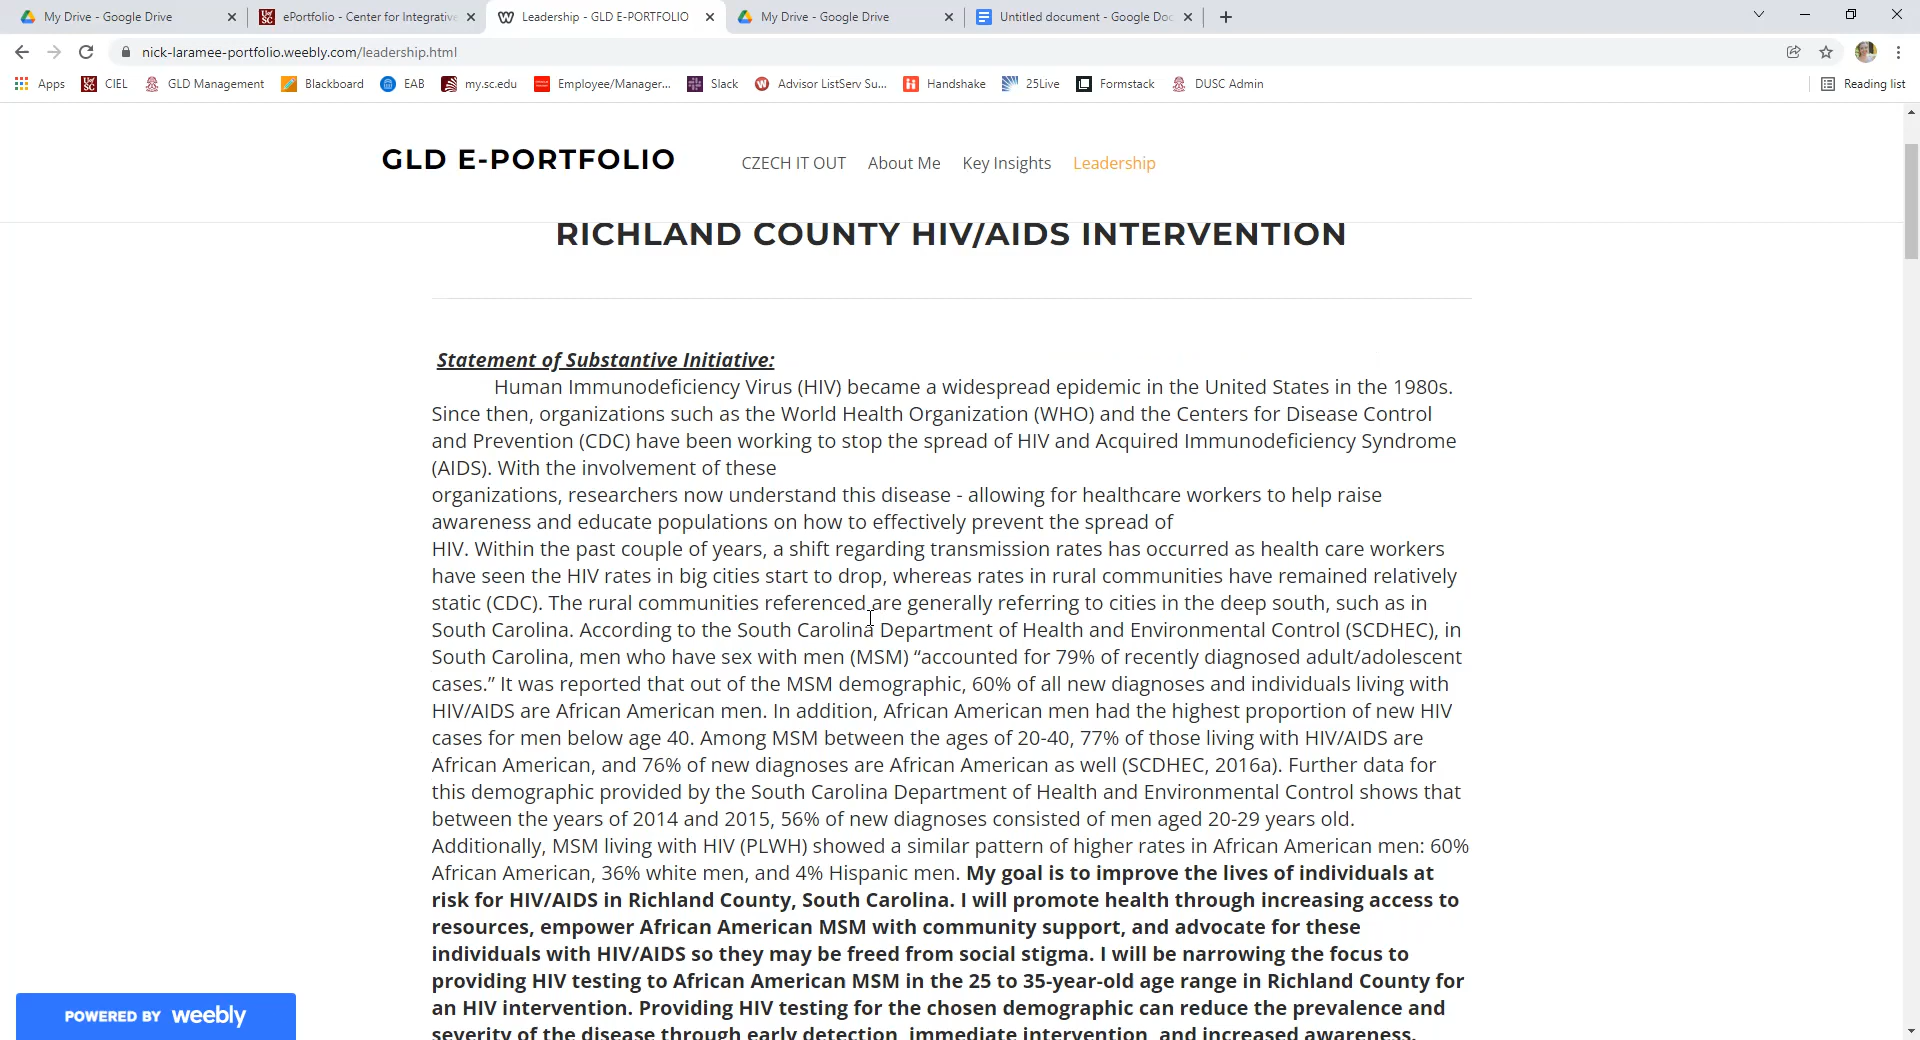 My Drive - Google Drive
ePortfolio - Center for Integrative
Leadership - GLD E-PORTFOLIO
My Drive - Google Drive
Untitled document - Google Doc
nick-laramee-portfolio.weebly.com/leadership.html
Apps CIEL GLD Management Blackboard EAB my.sc.edu Employee/Manager... Slack Advisor ListServ Su... Handshake 25Live Formstack DUSC Admin Reading list
GLD E-PORTFOLIO
CZECH IT OUT About Me Key Insights Leadership
RICHLAND COUNTY HIV/AIDS INTERVENTION
Statement of Substantive Initiative:
Human Immunodeficiency Virus (HIV) became a widespread epidemic in the United States in the 1980s.
Since then, organizations such as the World Health Organization (WHO) and the Centers for Disease Control
and Prevention (CDC) have been working to stop the spread of HIV and Acquired Immunodeficiency Syndrome
(AIDS). With the involvement of these
organizations, researchers now understand this disease - allowing for healthcare workers to help raise
awareness and educate populations on how to effectively prevent the spread of
HIV. Within the past couple of years, a shift regarding transmission rates has occurred as health care workers
have seen the HIV rates in big cities start to drop, whereas rates in rural communities have remained relatively
static (CDC). The rural communities referenced are generally referring to cities in the deep south, such as in
South Carolina. According to the South Carolina Department of Health and Environmental Control (SCDHEC), in
South Carolina, men who have sex with men (MSM) “accounted for 79% of recently diagnosed adult/adolescent
cases.” It was reported that out of the MSM demographic, 60% of all new diagnoses and individuals living with
HIV/AIDS are African American men. In addition, African American men had the highest proportion of new HIV
cases for men below age 40. Among MSM between the ages of 20-40, 77% of those living with HIV/AIDS are
African American, and 76% of new diagnoses are African American as well (SCDHEC, 2016a). Further data for
this demographic provided by the South Carolina Department of Health and Environmental Control shows that
between the years of 2014 and 2015, 56% of new diagnoses consisted of men aged 20-29 years old.
Additionally, MSM living with HIV (PLWH) showed a similar pattern of higher rates in African American men: 60%
African American, 36% white men, and 4% Hispanic men. My goal is to improve the lives of individuals at
risk for HIV/AIDS in Richland County, South Carolina. I will promote health through increasing access to
resources, empower African American MSM with community support, and advocate for these
individuals with HIV/AIDS so they may be freed from social stigma. I will be narrowing the focus to
providing HIV testing to African American MSM in the 25 to 35-year-old age range in Richland County for
an HIV intervention. Providing HIV testing for the chosen demographic can reduce the prevalence and
severity of the disease through early detection, immediate intervention, and increased awareness.
POWERED BY weebly